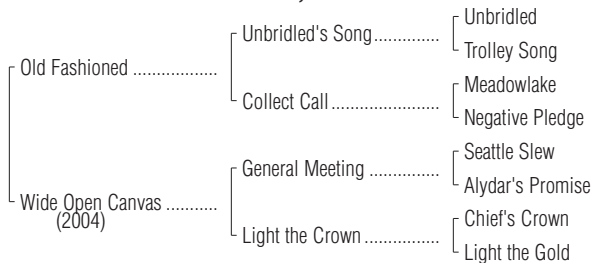 Unbridled
Unbridled's Song...............
Trolley Song
Old Fashioned ..................
Meadowlake
Collect Call.......................
Negative Pledge
Seattle Slew
General Meeting ...............
Alydar's Promise
Wide Open Canvas ...........
(2004)
Chief's Crown
Light the Crown................
Light the Gold